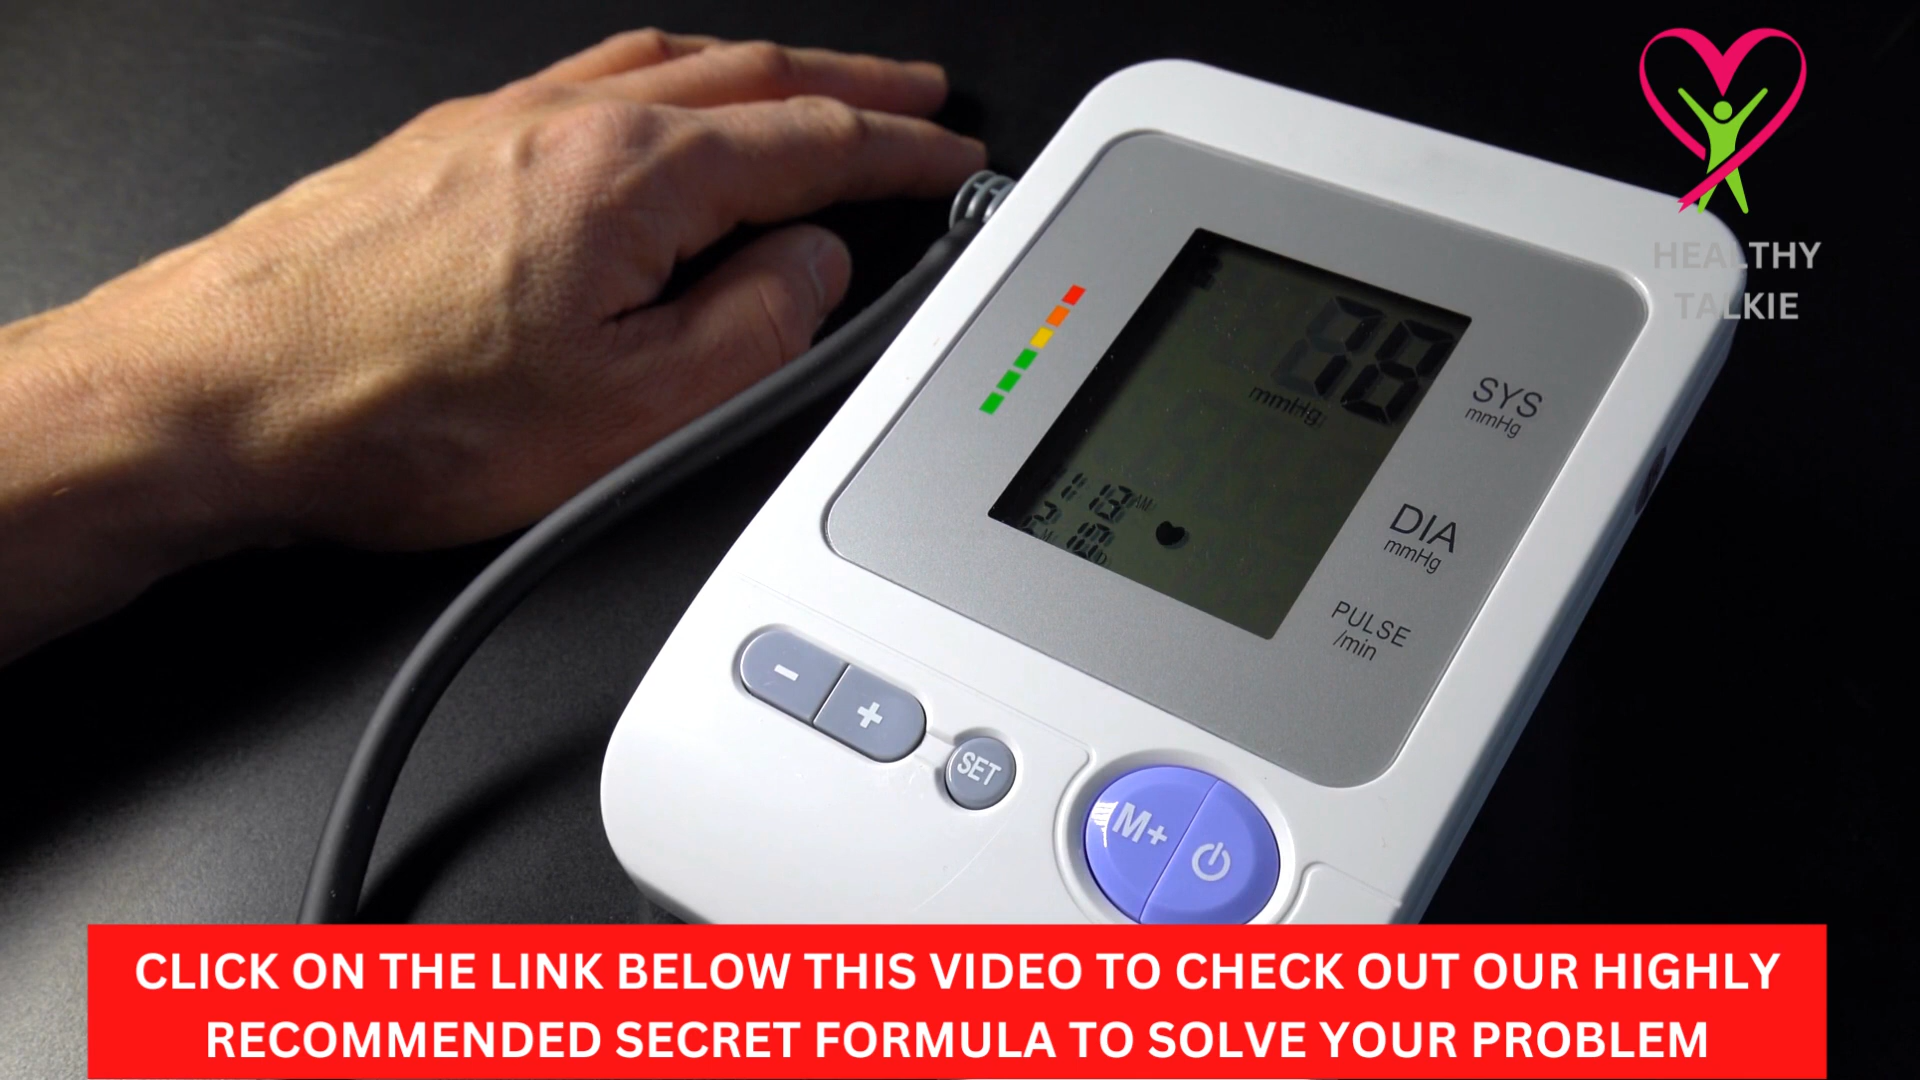 HEALTHY
TALKIE
88
mmHg
SYS
mmHg
DIA
mmHg
PULSE
/min
- +
SET
M+
CLICK ON THE LINK BELOW THIS VIDEO TO CHECK OUT OUR HIGHLY
RECOMMENDED SECRET FORMULA TO SOLVE YOUR PROBLEM